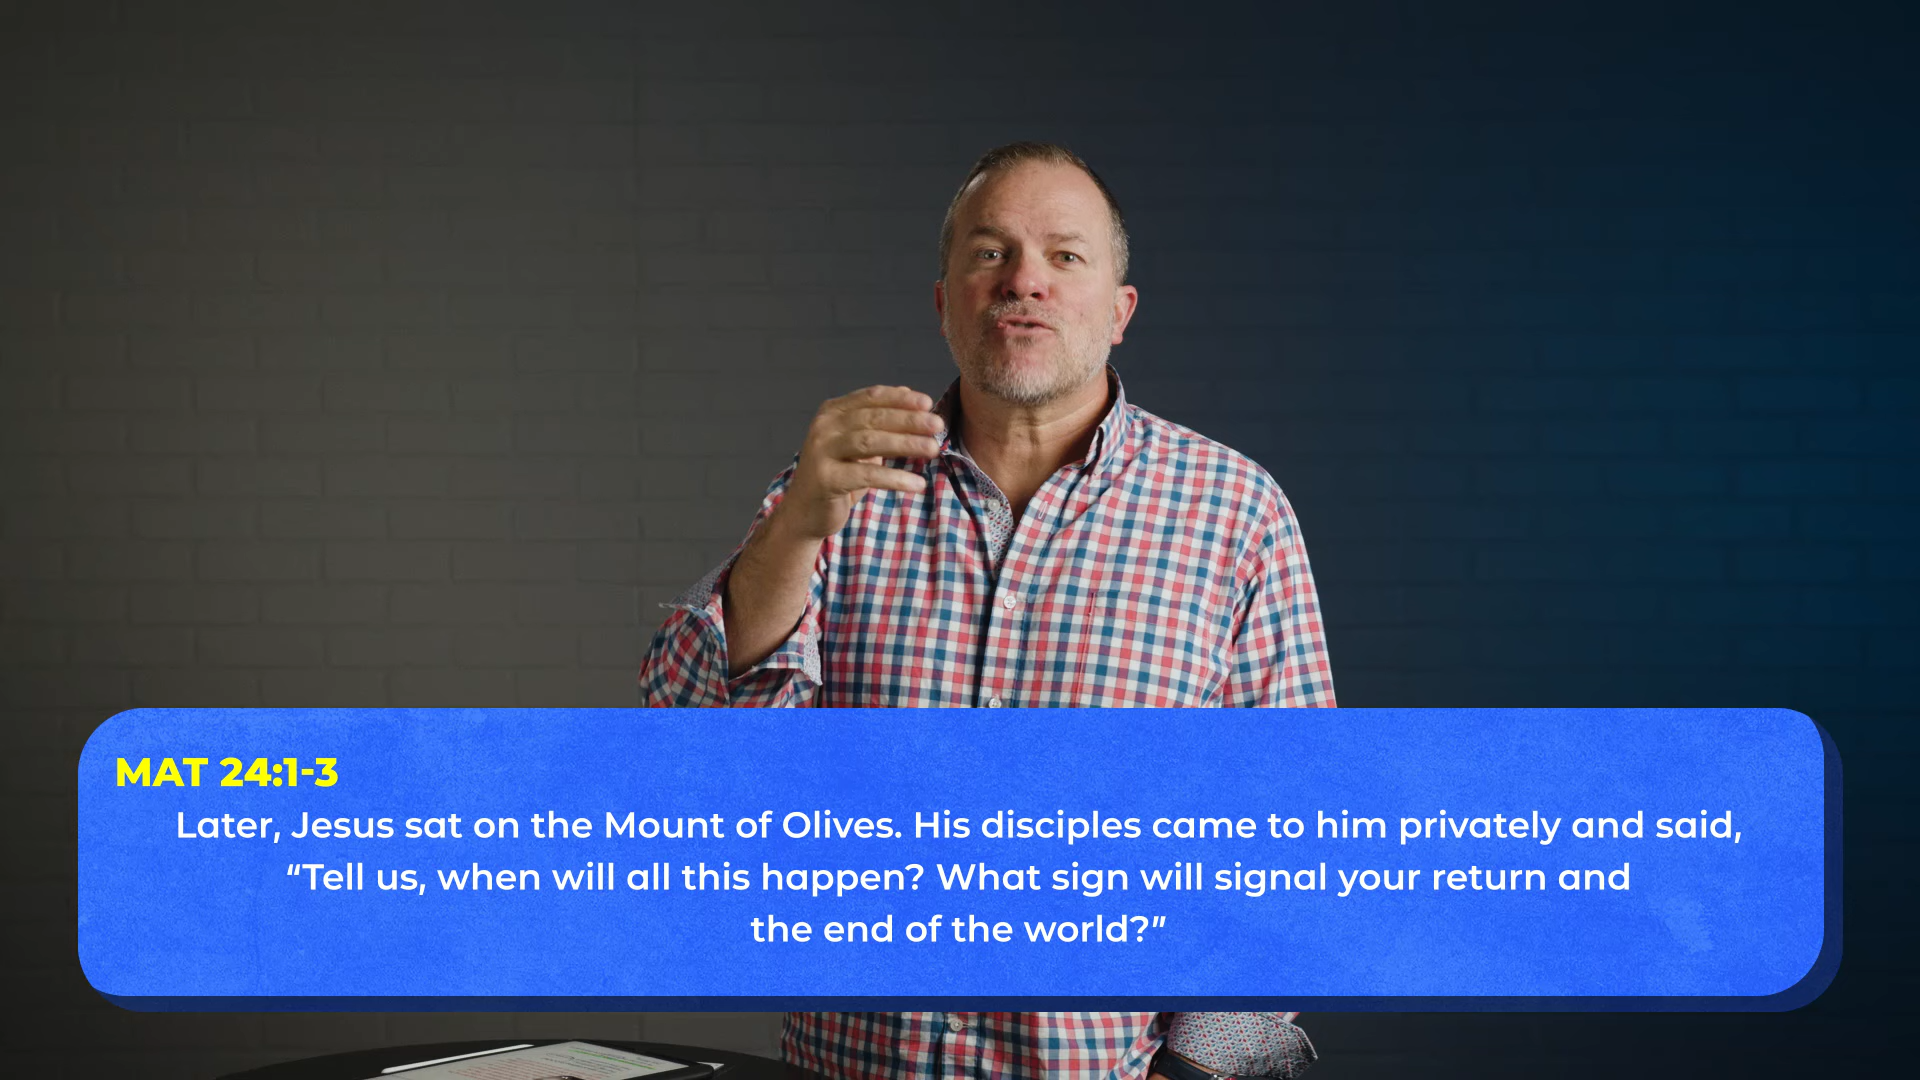 MAT 24:1-3
Later, Jesus sat on the Mount of Olives. His disciples came to him privately and said,
“Tell us, when will all this happen? What sign will signal your return and
the end of the world?”